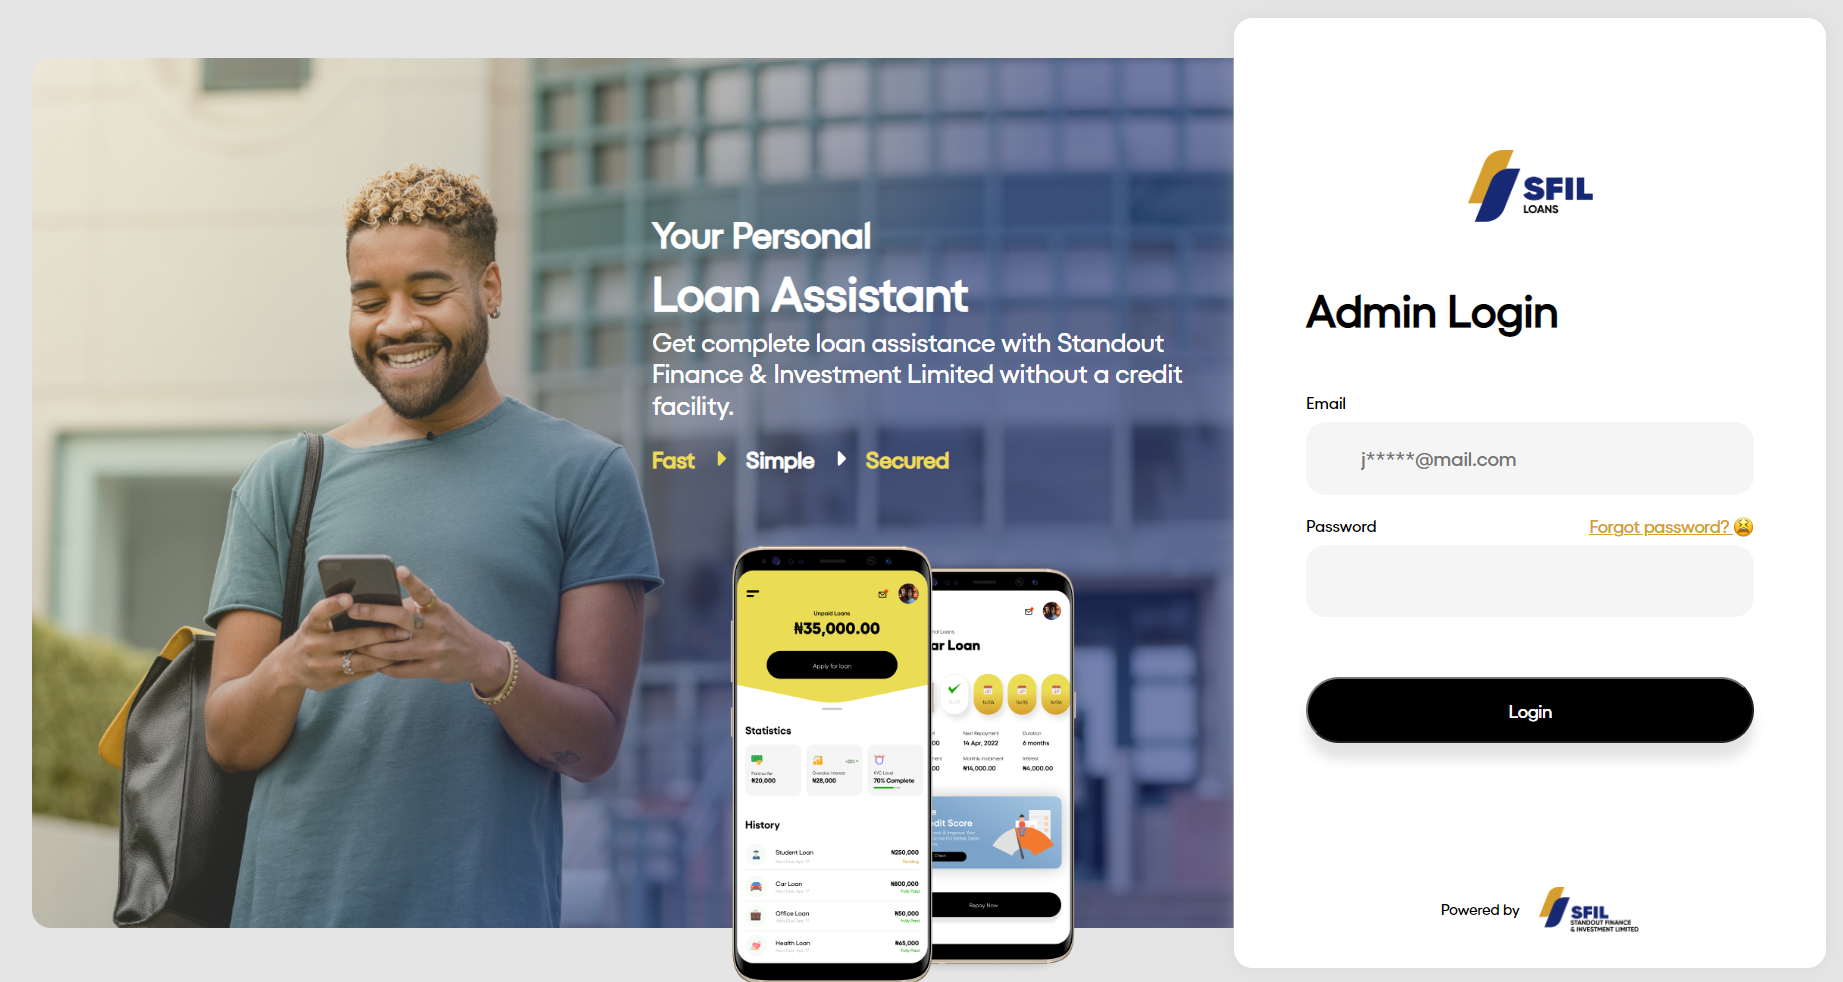 Your Personal
Loan Assistant
Get complete loan assistance with Standout
Finance & Investment Limited without a credit
facility.
Fast Simple Secured
Unpaid Loans
₦35,000.00
Apply for loan
Statistics
Paid so far
₦20,000
Overdue Interest
₦28,000
KYC Level
70% Complete
History
Student Loan
₦250,000
Pending
Car Loan
₦800,000
Fully Paid
Office Loan
₦50,000
Fully Paid
Health Loan
₦65,000
Fully Paid
ar Loan
Next Repayment
14 Apr, 2022
Duration
6 months
Monthly Instalment
₦14,000.00
Interest
₦4,000.00
dit Score
Check
Repay Now
SFIL
LOANS
Admin Login
Email
j*****@mail.com
Password
Forgot password? 😫
Login
Powered by
SFIL
STANDOUT FINANCE
& INVESTMENT LIMITED